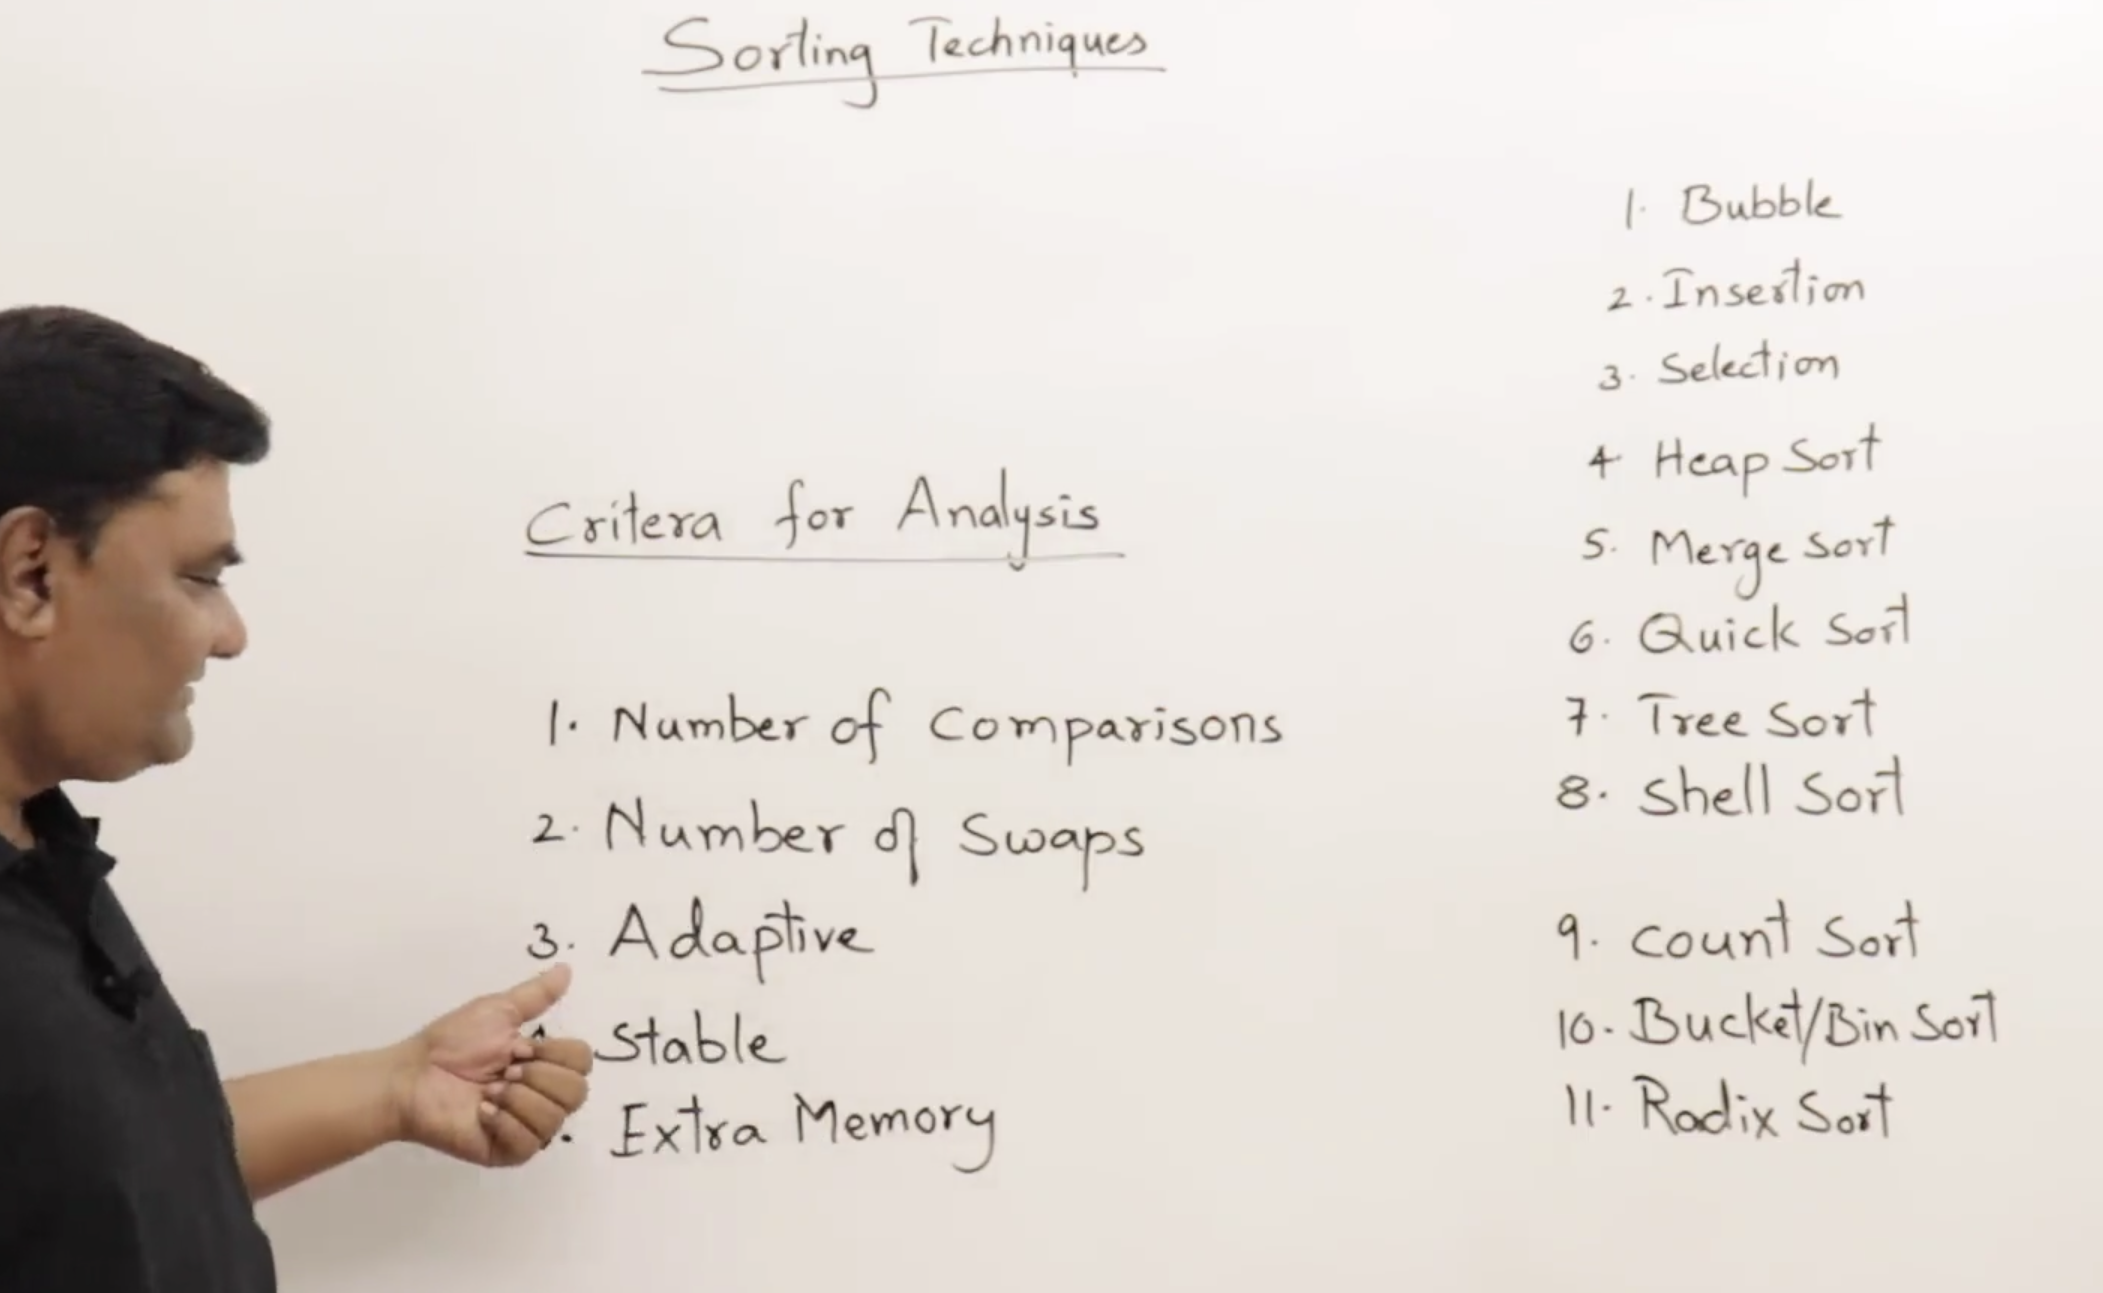 Sorting Techniques
Critera for Analysis
1. Number of Comparisons
2. Number of Swaps
3. Adaptive
Stable
Extra Memory
1. Bubble
2. Insertion
3. Selection
4 Heap Sort
5. Merge Sort
6. Quick Sort
7. Tree Sort
8. Shell Sort
9. Count Sort
10. Bucket/Bin Sort
11. Radix Sort